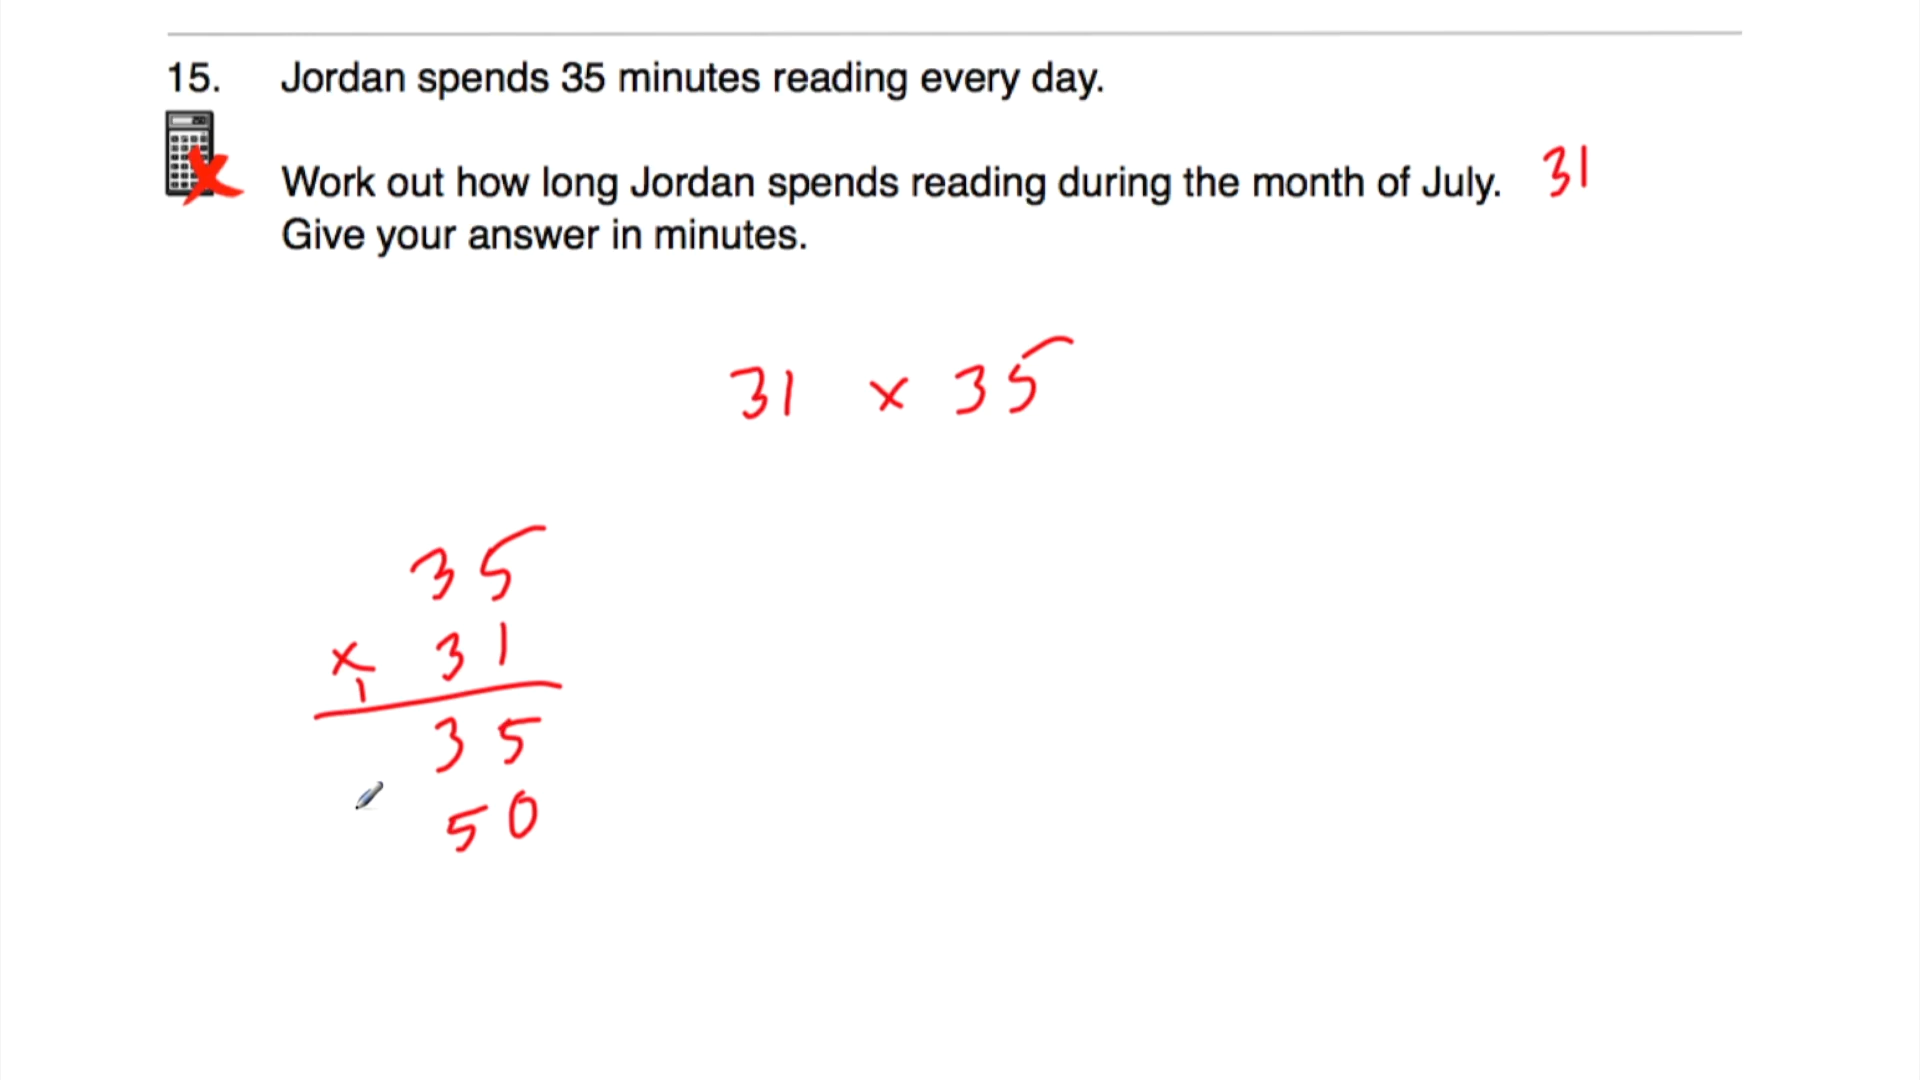 15. Jordan spends 35 minutes reading every day.
Work out how long Jordan spends reading during the month of July. 31
Give your answer in minutes.
31 x 35
35
x 31
1
35
50